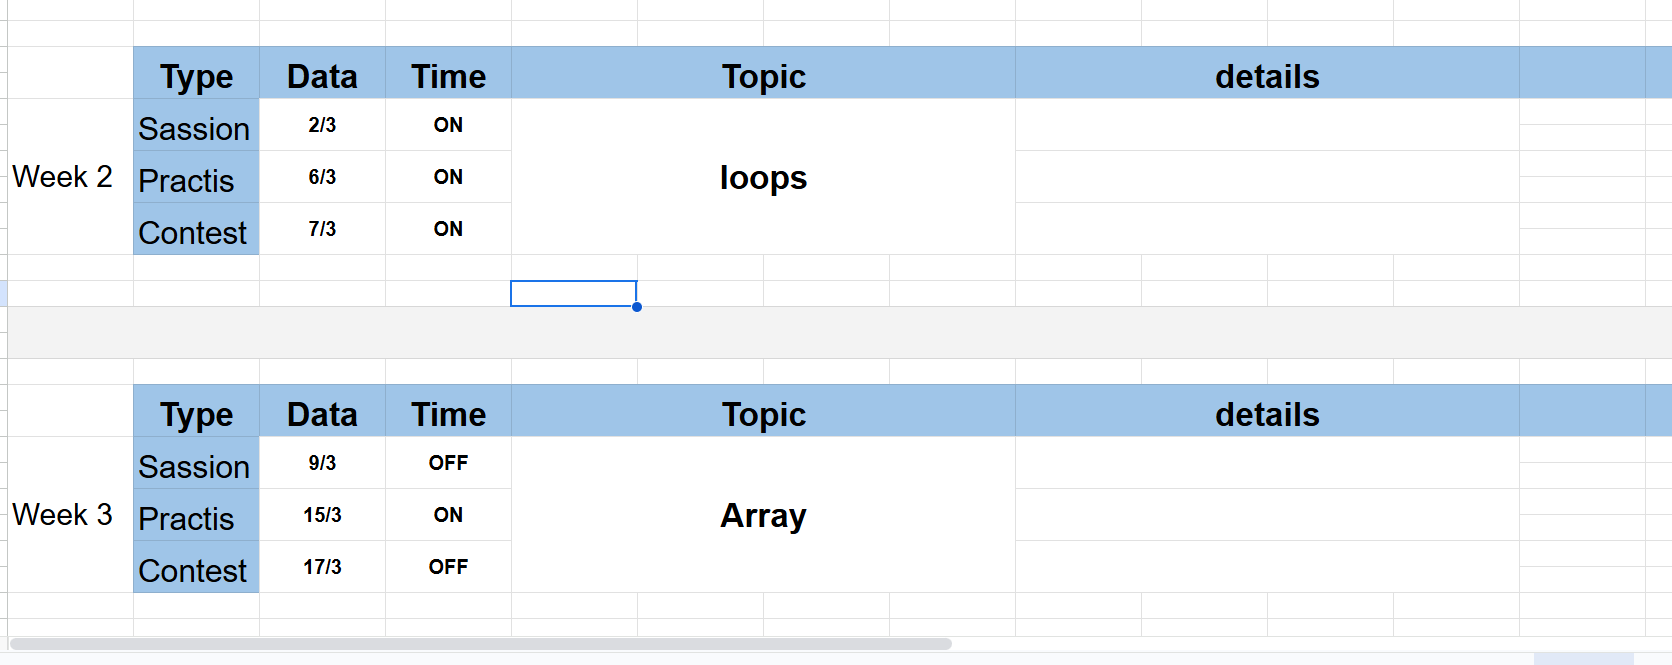 Type Data Time Topic details
Sassion 2/3 ON
Week 2 Practis 6/3 ON loops
Contest 7/3 ON
Type Data Time Topic details
Sassion 9/3 OFF
Week 3 Practis 15/3 ON Array
Contest 17/3 OFF